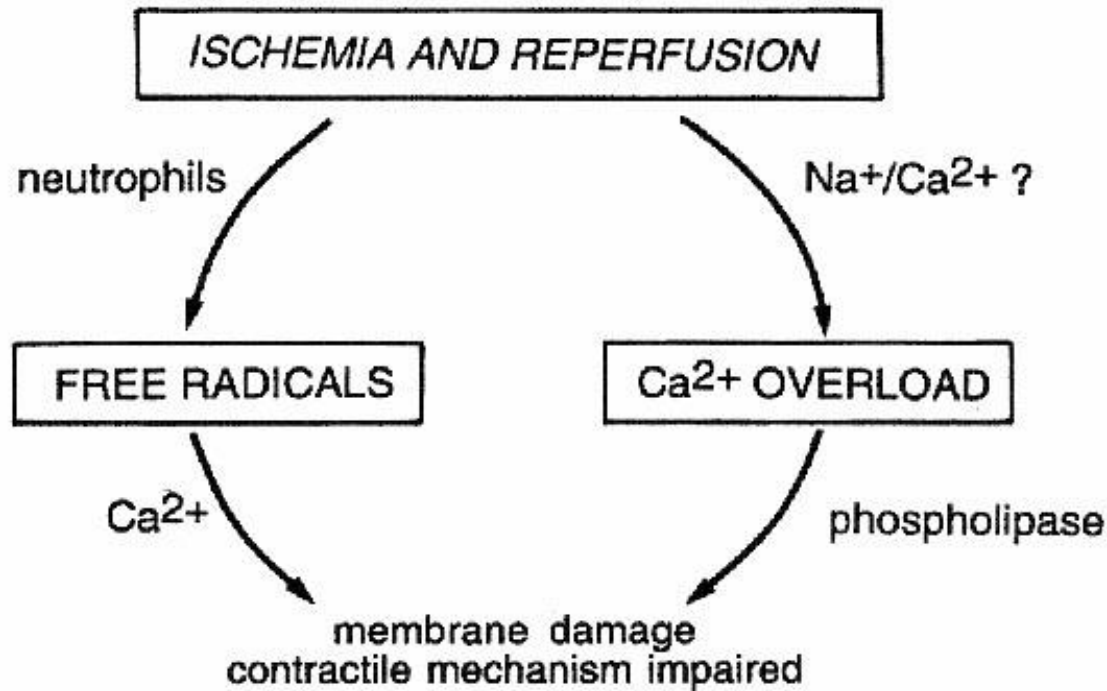 ISCHEMIA AND REPERFUSION
neutrophils
Na+/Ca2+ ?
FREE RADICALS
Ca2+ OVERLOAD
Ca2+
phospholipase
membrane damage
contractile mechanism impaired